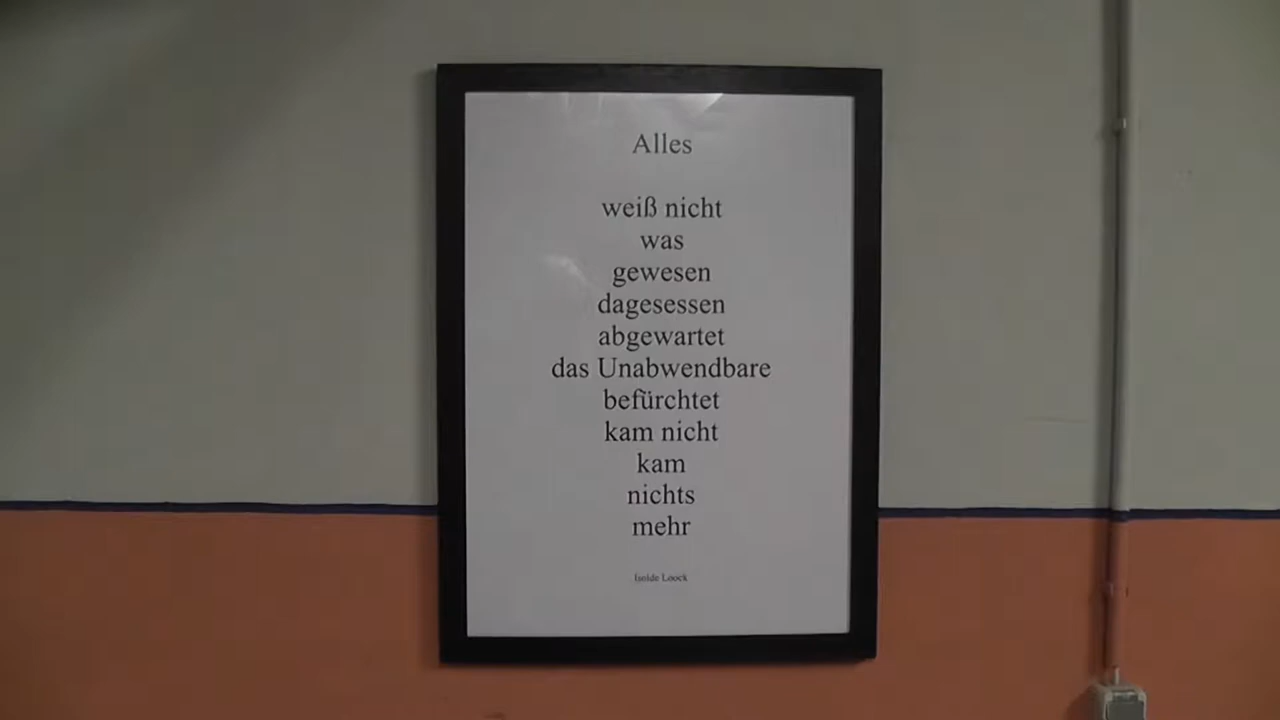 Alles
weiß nicht
was
gewesen
dagesessen
abgewartet
das Unabwendbare
befürchtet
kam nicht
kam
nichts
mehr
Isolde Loock